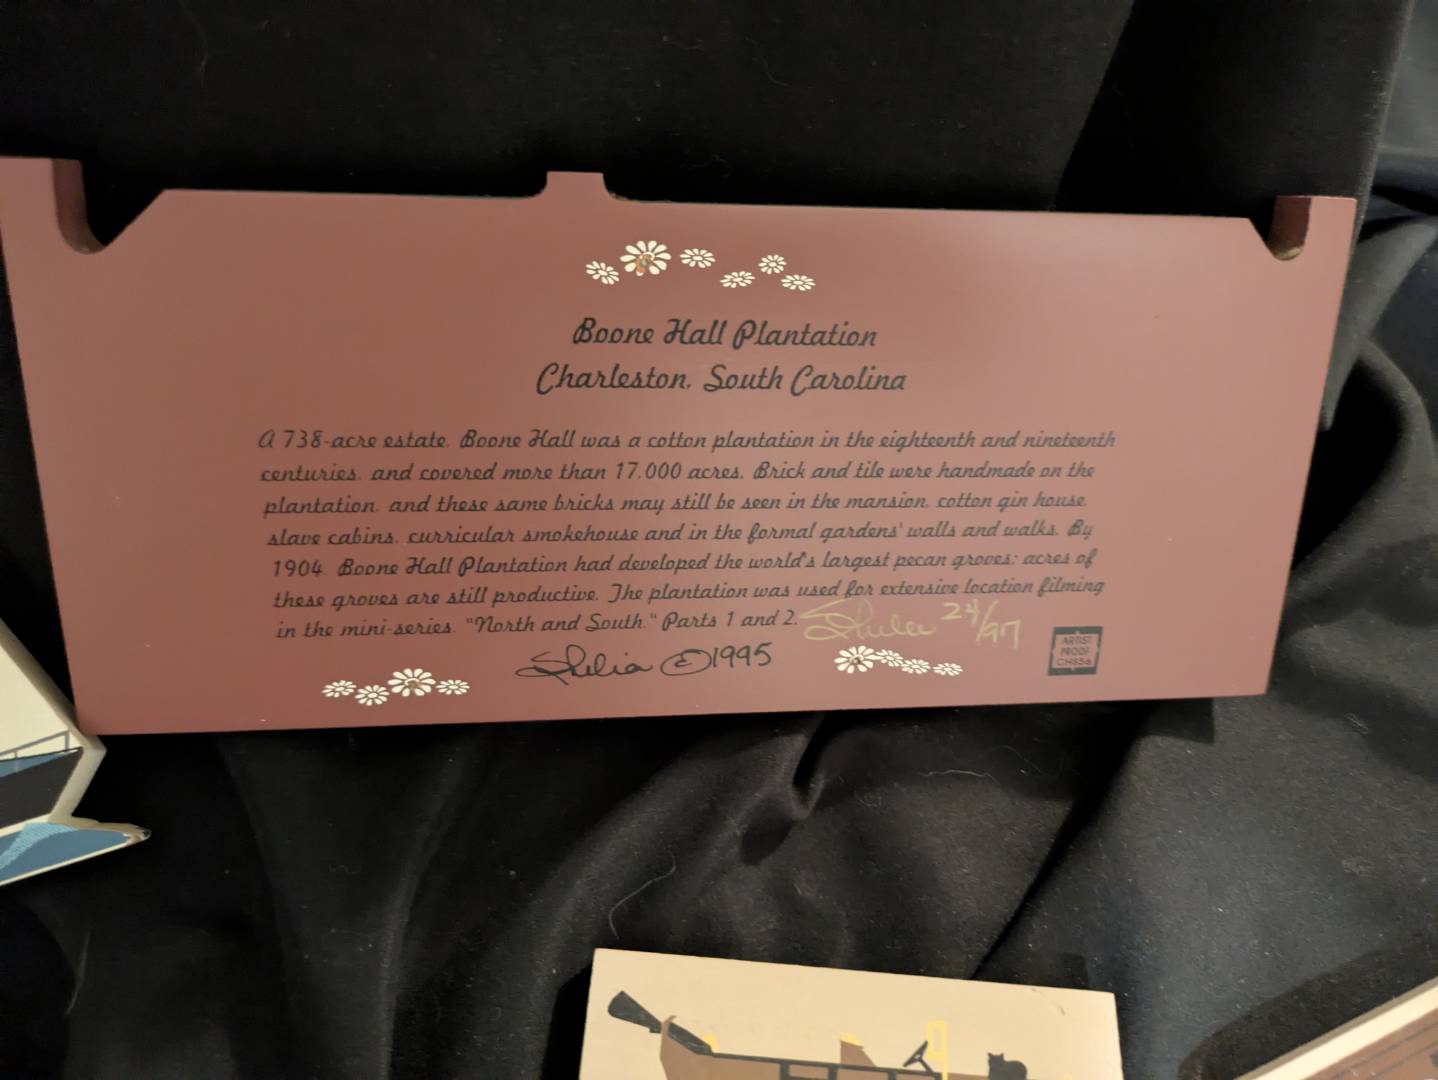 Boone Hall Plantation
Charleston, South Carolina
A 738-acre estate, Boone Hall was a cotton plantation in the eighteenth and nineteenth
centuries, and covered more than 17,000 acres. Brick and tile were handmade on the
plantation, and these same bricks may still be seen in the mansion, cotton gin house,
slave cabins, curricular smokehouse and in the formal gardens' walls and walks. By
1904, Boone Hall Plantation had developed the world's largest pecan groves; acres of
these groves are still productive. The plantation was used for extensive location filming
in the mini-series, "North and South," Parts 1 and 2.
24/97
©1995
ARTIST
PROOF
CHS56